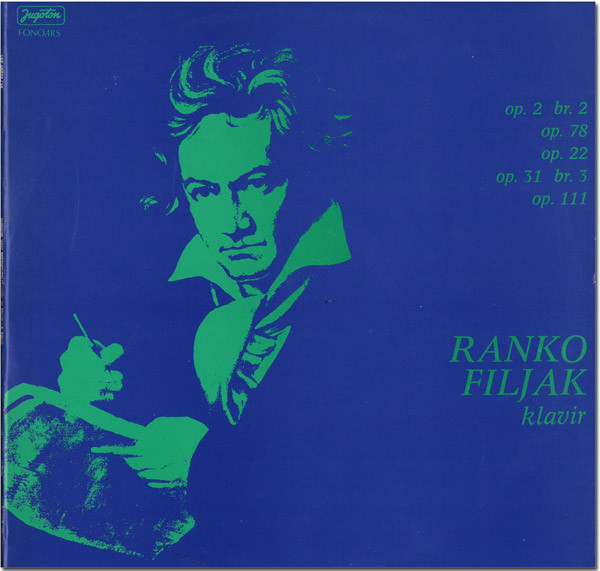 Jugoton
FONOARS
op. 2 br. 2
op. 78
op. 22
op. 31 br. 3
op. 111
RANKO
FILJAK
klavir